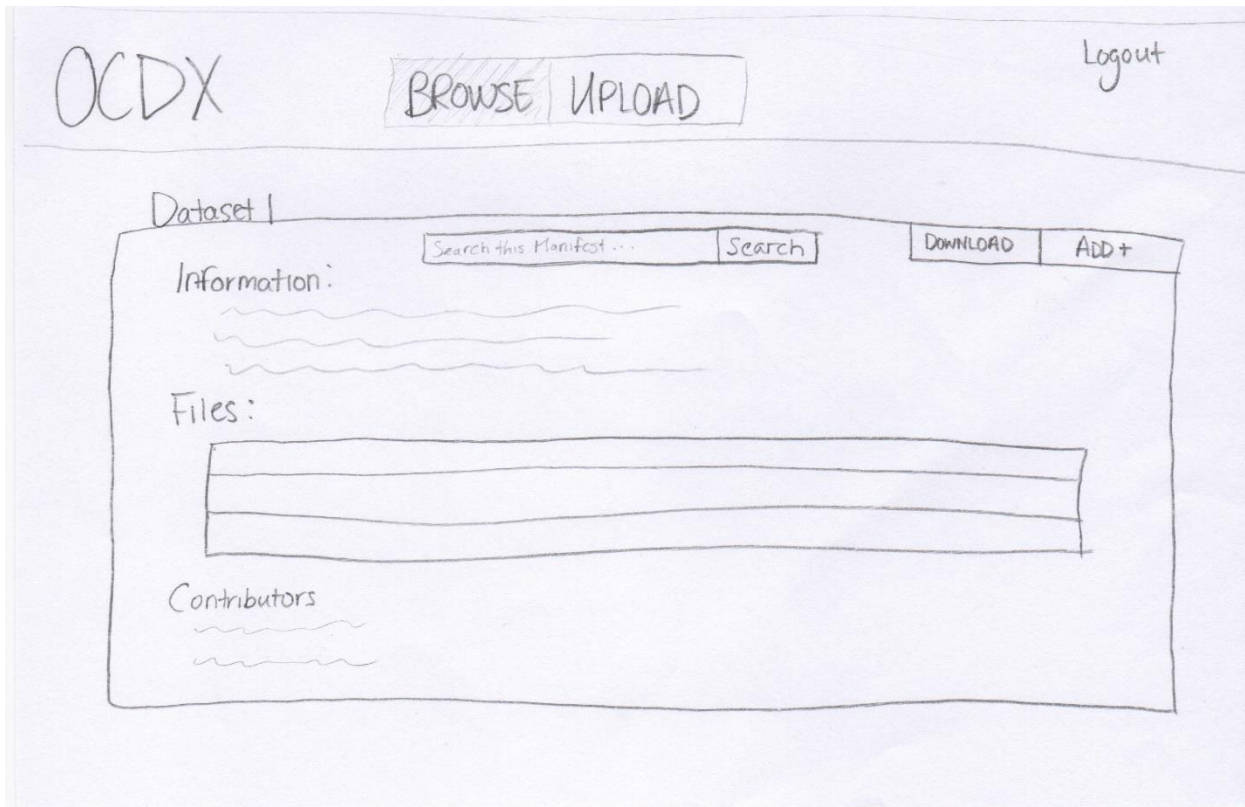 OCDX
BROWSE UPLOAD
Logout
Dataset 1
Search this Manifest... Search
DOWNLOAD ADD+
Information:
Files:
Contributors